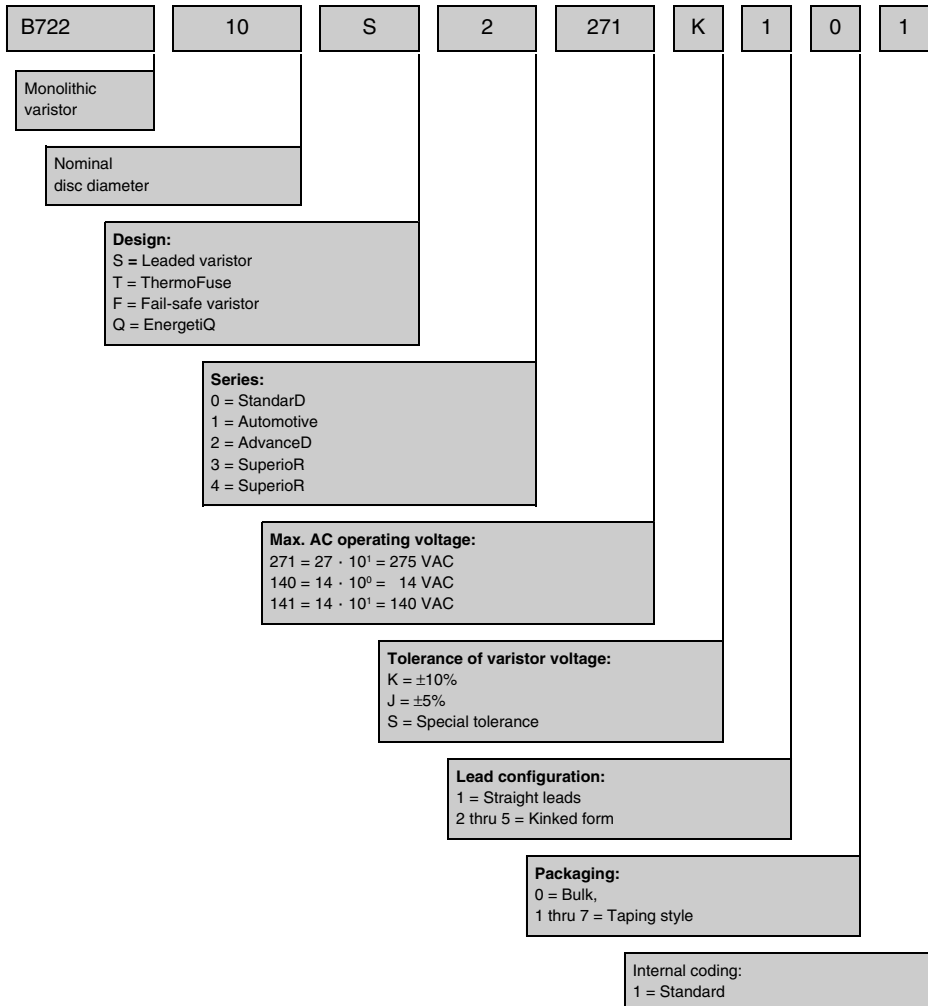 B722 10 S 2 271 K 1 0 1
Monolithic
varistor
Nominal
disc diameter
Design:
S = Leaded varistor
T = ThermoFuse
F = Fail-safe varistor
Q = EnergetiQ
Series:
0 = StandarD
1 = Automotive
2 = AdvanceD
3 = SuperioR
4 = SuperioR
Max. AC operating voltage:
271 = 27 · 10¹ = 275 VAC
140 = 14 · 10⁰ = 14 VAC
141 = 14 · 10¹ = 140 VAC
Tolerance of varistor voltage:
K = ±10%
J = ±5%
S = Special tolerance
Lead configuration:
1 = Straight leads
2 thru 5 = Kinked form
Packaging:
0 = Bulk,
1 thru 7 = Taping style
Internal coding:
1 = Standard